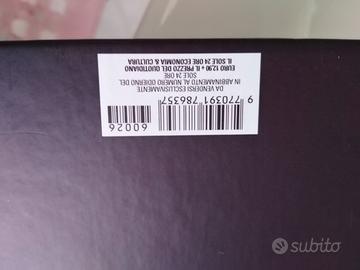 DA VENDERSI ESCLUSIVAMENTE
IN ABBINAMENTO AL NUMERO ODIERNO DEL
SOLE 24 ORE
EURO 12,90 + IL PREZZO DEL QUOTIDIANO
IL SOLE 24 ORE ECONOMIA & CULTURA
60026
9 770391 786357
subito